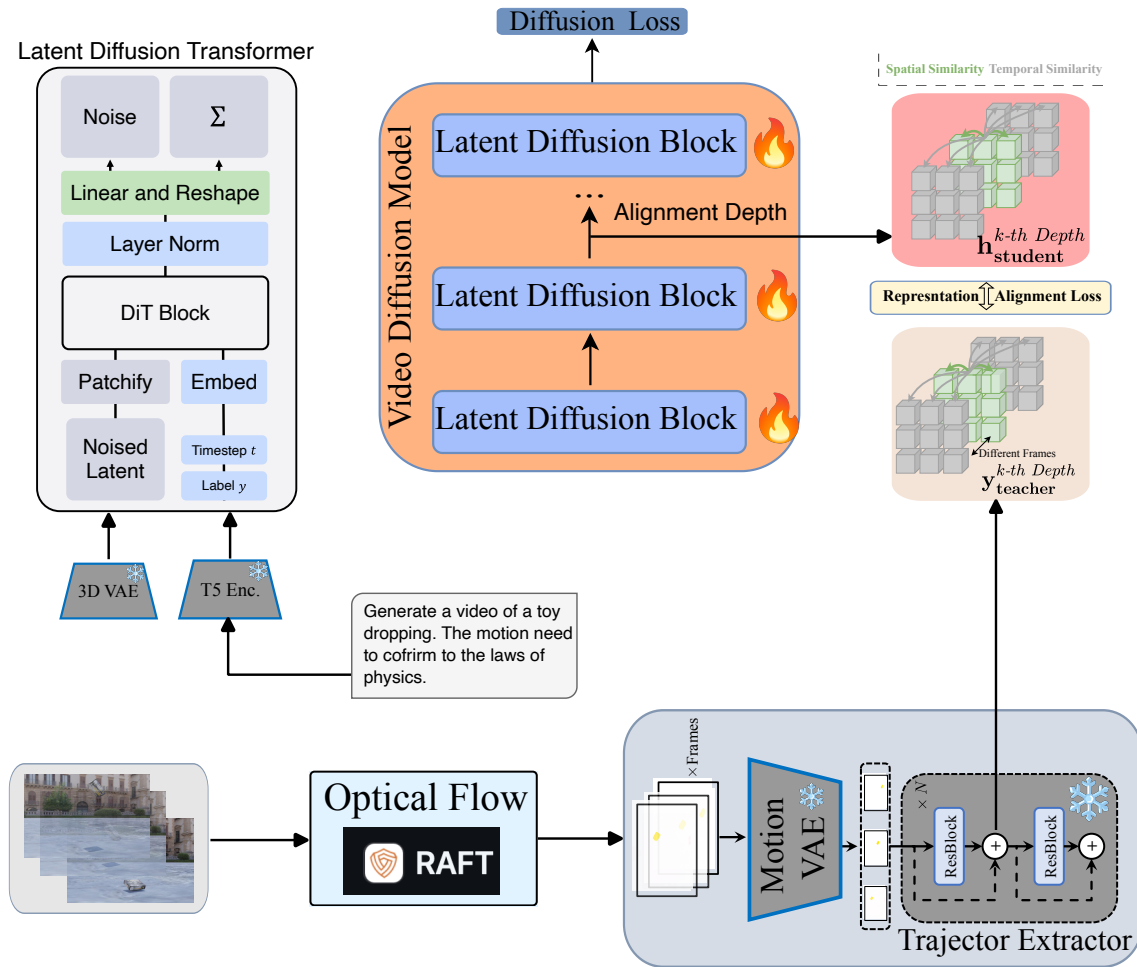 Latent Diffusion Transformer
Noise
Σ
Linear and Reshape
Layer Norm
DiT Block
Patchify
Embed
Noised
Latent
Timestep t
Label y
3D VAE
T5 Enc.
Generate a video of a toy
dropping. The motion need
to cofrirm to the laws of
physics.
Diffusion Loss
Video Diffusion Model
Latent Diffusion Block
...
Alignment Depth
Latent Diffusion Block
Latent Diffusion Block
Spatial Similarity Temporal Similarity
h student k-th Depth
Represntation Alignment Loss
Different Frames
y teacher k-th Depth
Optical Flow
RAFT
×Frames
Motion
VAE
×N
ResBlock
+
ResBlock
+
Trajector Extractor